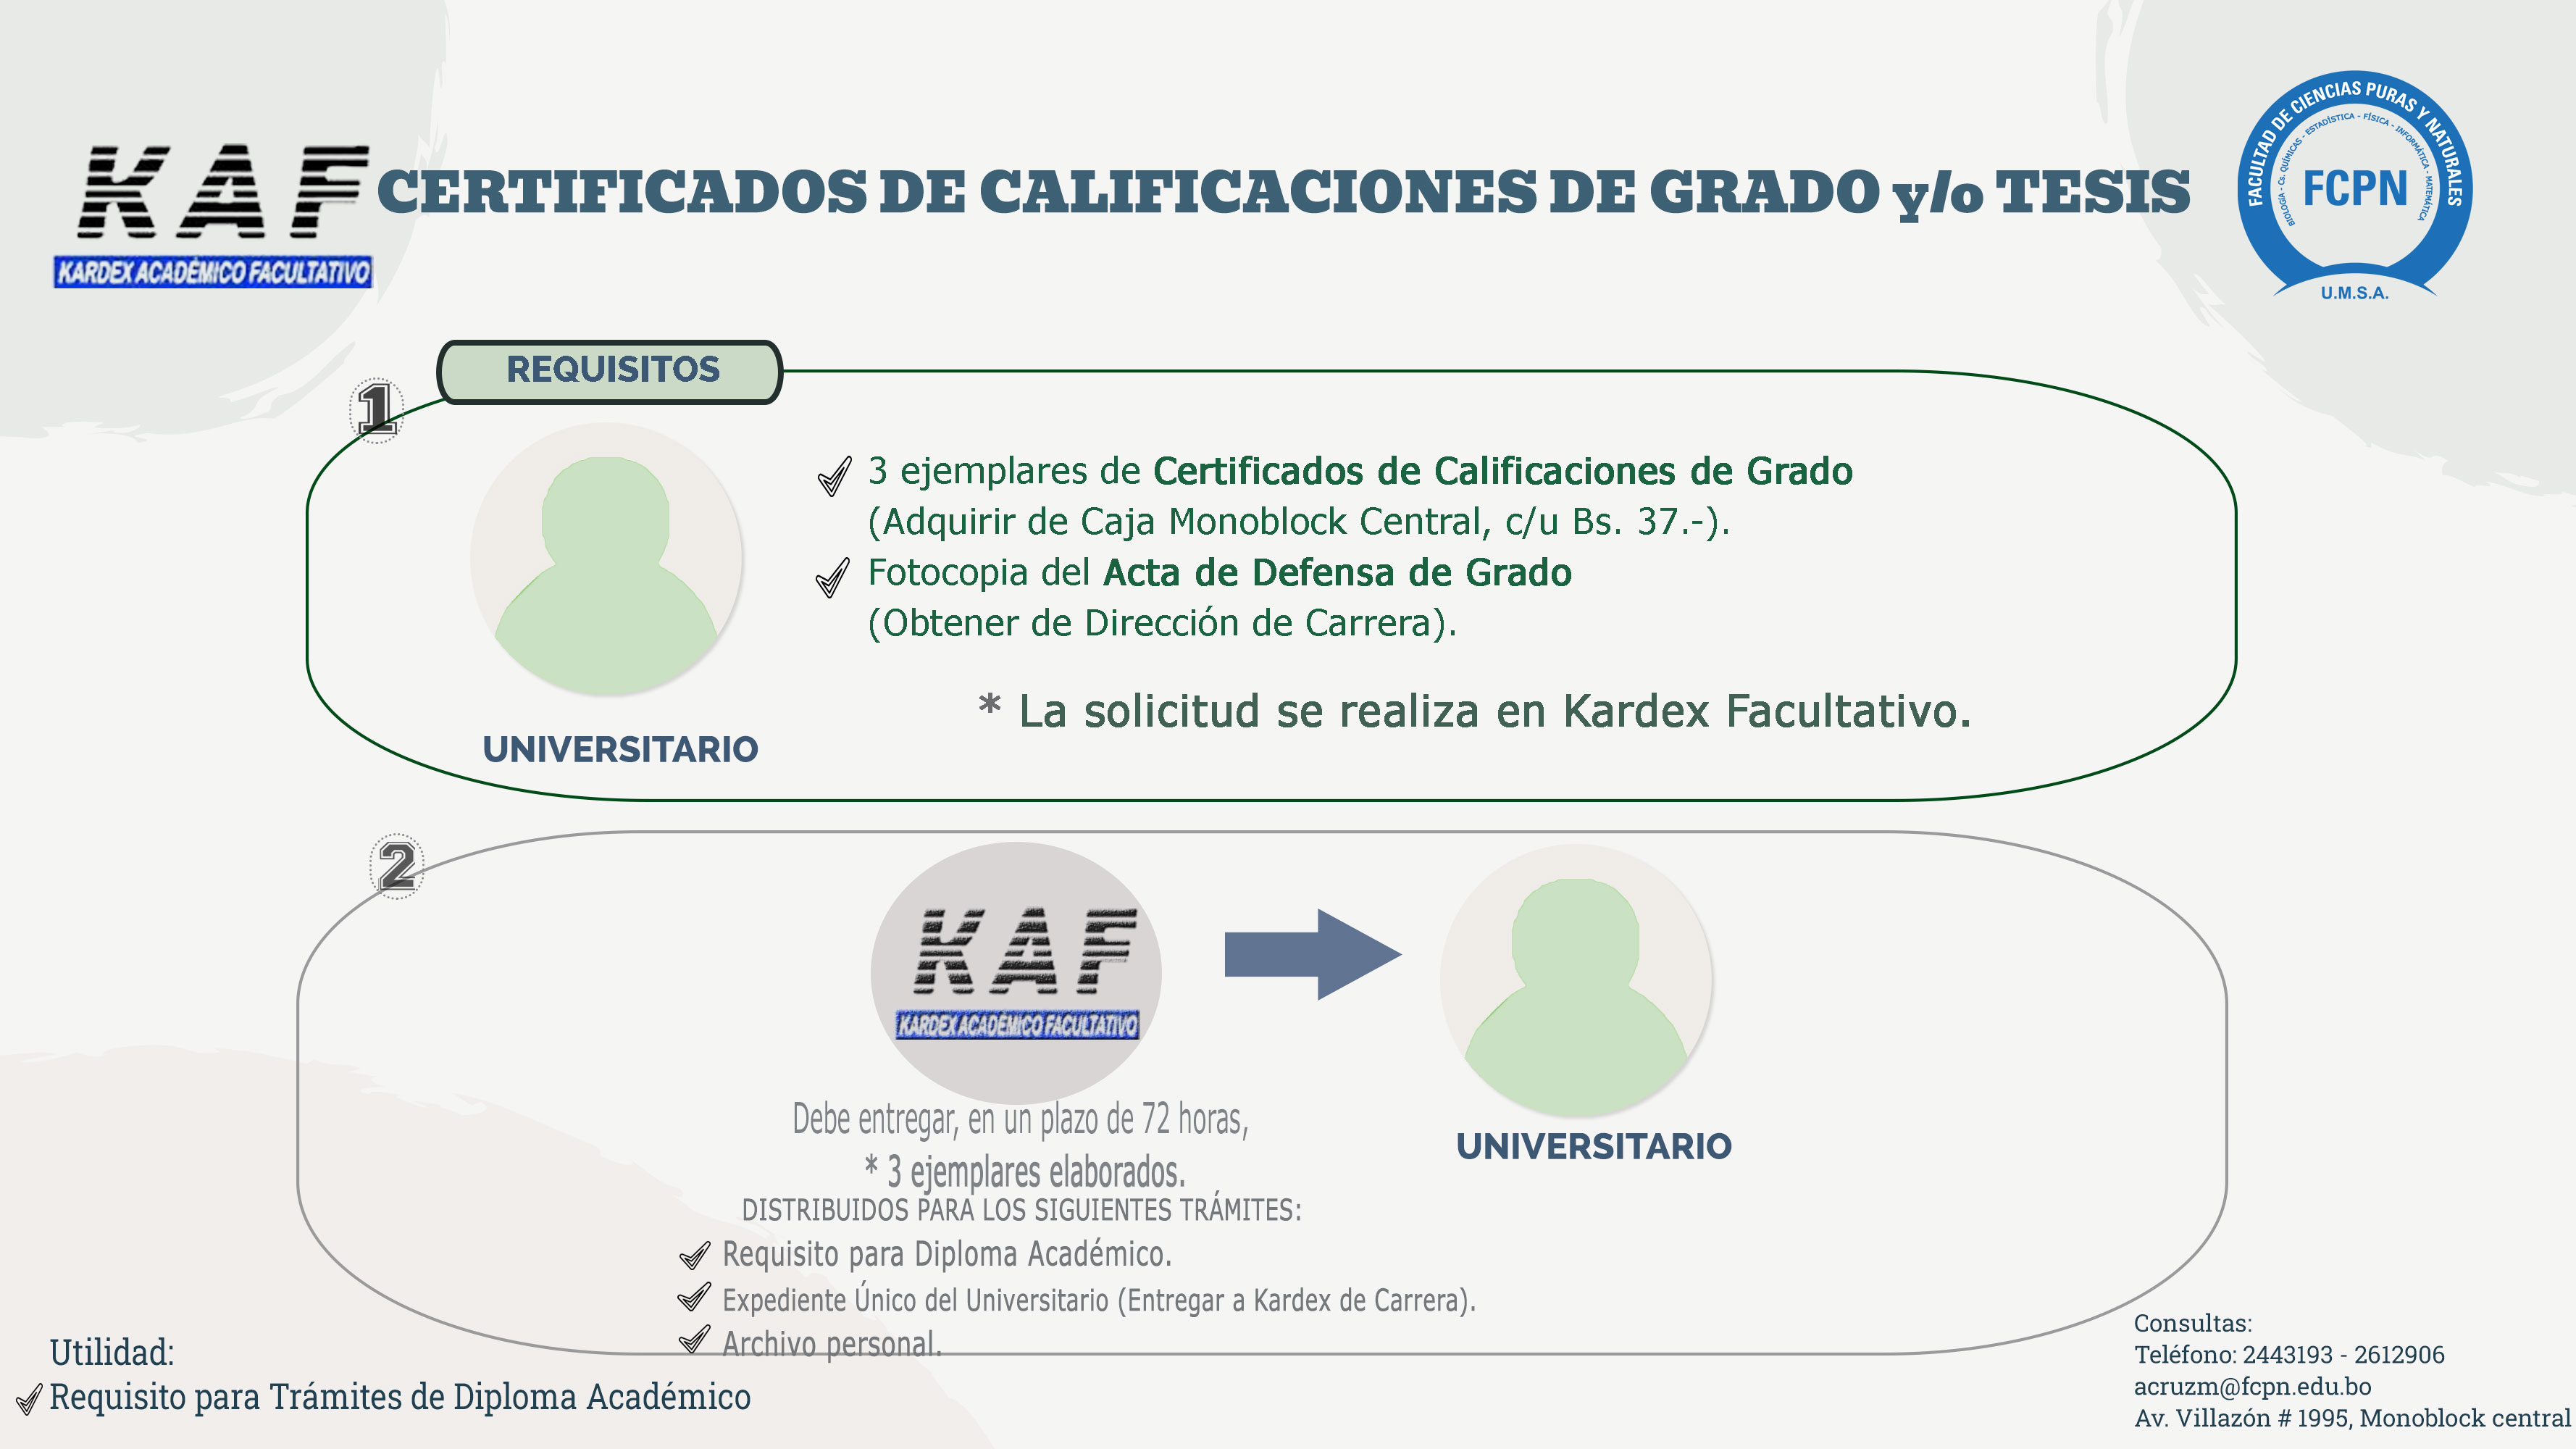 KAF
KARDEX ACADÉMICO FACULTATIVO
CERTIFICADOS DE CALIFICACIONES DE GRADO y/o TESIS
FACULTAD DE CIENCIAS PURAS Y NATURALES
BIOLOGÍA - Cs. QUÍMICAS - ESTADÍSTICA - FÍSICA - INFORMÁTICA - MATEMÁTICA
FCPN
U.M.S.A.
REQUISITOS
1
3 ejemplares de Certificados de Calificaciones de Grado
(Adquirir de Caja Monoblock Central, c/u Bs. 37.-).
Fotocopia del Acta de Defensa de Grado
(Obtener de Dirección de Carrera).
* La solicitud se realiza en Kardex Facultativo.
UNIVERSITARIO
2
KAF
KARDEX ACADÉMICO FACULTATIVO
UNIVERSITARIO
Debe entregar, en un plazo de 72 horas,
* 3 ejemplares elaborados.
DISTRIBUIDOS PARA LOS SIGUIENTES TRÁMITES:
Requisito para Diploma Académico.
Expediente Único del Universitario (Entregar a Kardex de Carrera).
Archivo personal.
Utilidad:
Requisito para Trámites de Diploma Académico
Consultas:
Teléfono: 2443193 - 2612906
acruzm@fcpn.edu.bo
Av. Villazón # 1995, Monoblock central